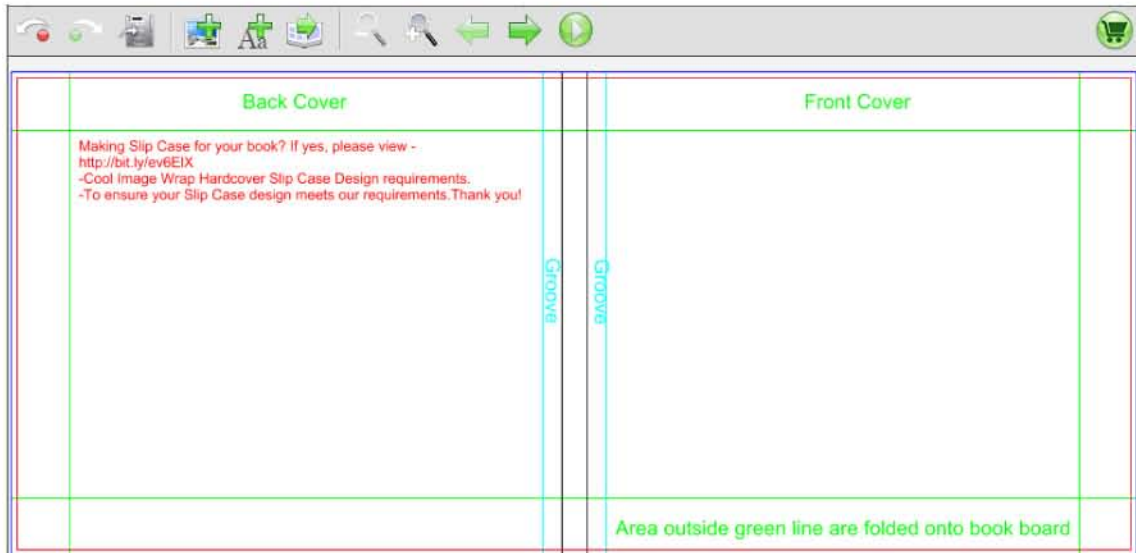 Aa
Back Cover
Front Cover
Making Slip Case for your book? If yes, please view -
http://bit.ly/ev6EIX
-Cool Image Wrap Hardcover Slip Case Design requirements.
-To ensure your Slip Case design meets our requirements.Thank you!
Groove
Groove
Area outside green line are folded onto book board